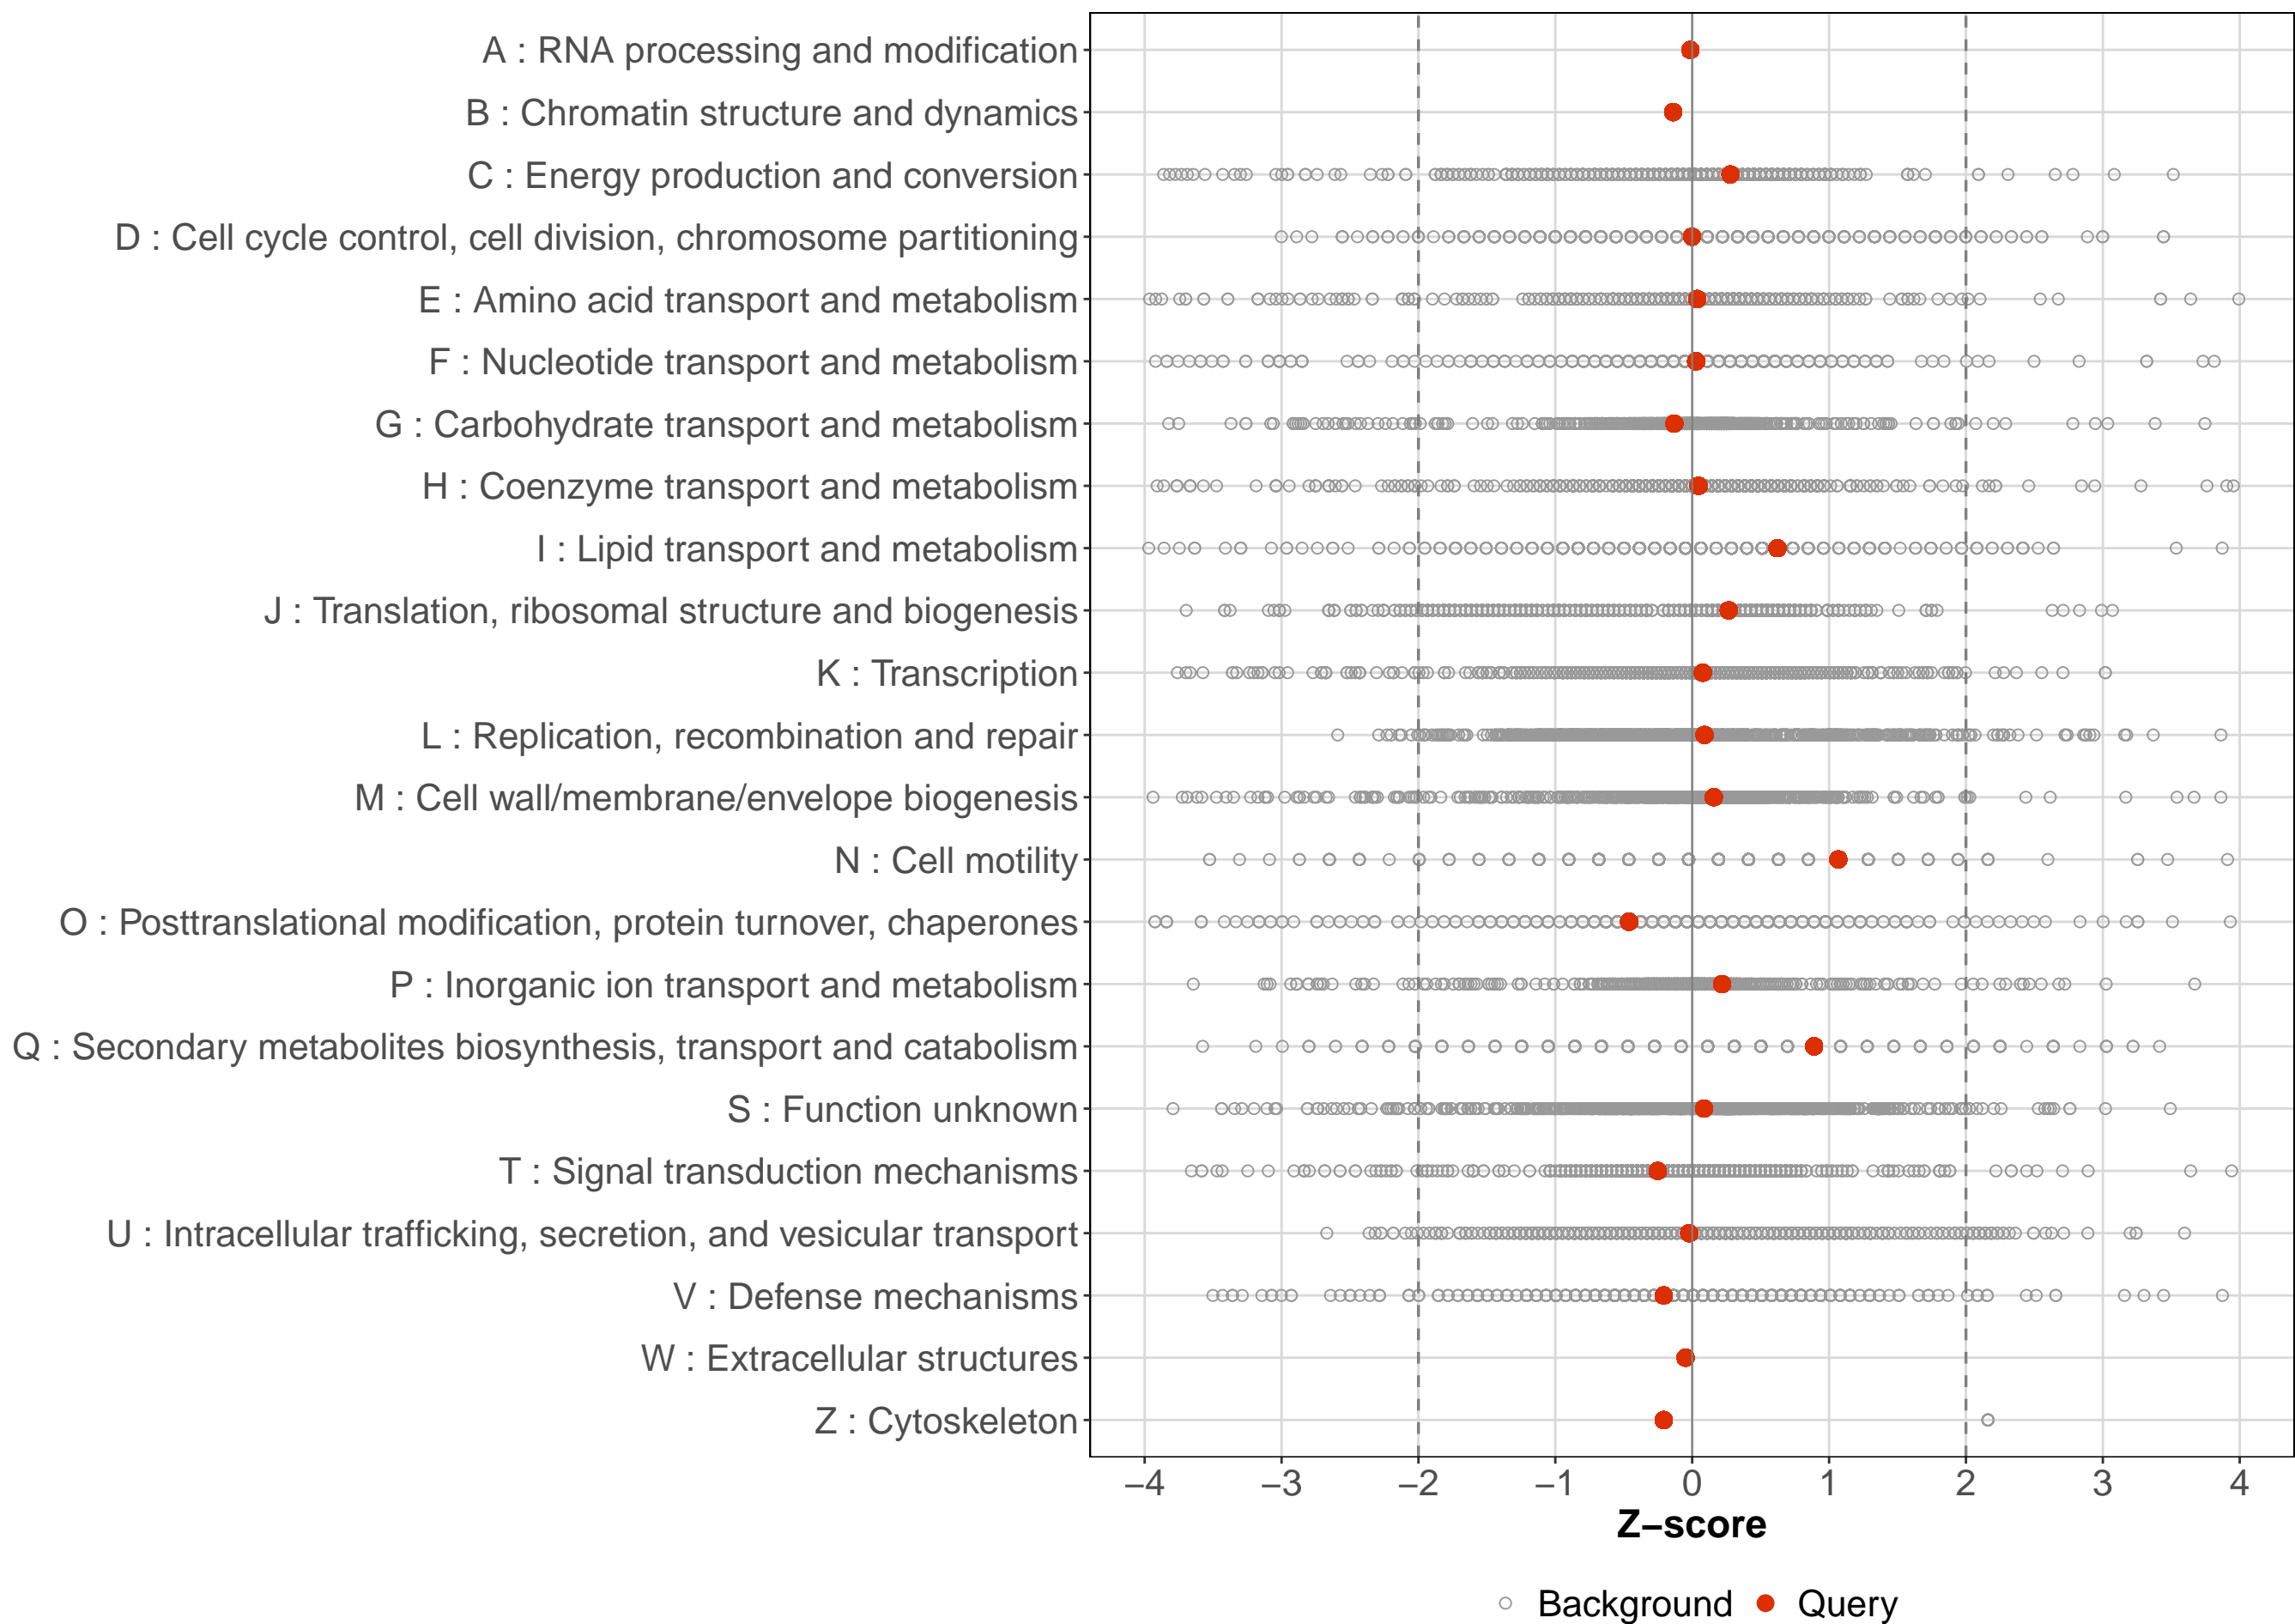 A : RNA processing and modification
B : Chromatin structure and dynamics
C : Energy production and conversion
D : Cell cycle control, cell division, chromosome partitioning
E : Amino acid transport and metabolism
F : Nucleotide transport and metabolism
G : Carbohydrate transport and metabolism
H : Coenzyme transport and metabolism
I : Lipid transport and metabolism
J : Translation, ribosomal structure and biogenesis
K : Transcription
L : Replication, recombination and repair
M : Cell wall/membrane/envelope biogenesis
N : Cell motility
O : Posttranslational modification, protein turnover, chaperones
P : Inorganic ion transport and metabolism
Q : Secondary metabolites biosynthesis, transport and catabolism
S : Function unknown
T : Signal transduction mechanisms
U : Intracellular trafficking, secretion, and vesicular transport
V : Defense mechanisms
W : Extracellular structures
Z : Cytoskeleton
−4 −3 −2 −1 0 1 2 3 4
Z−score
Background Query